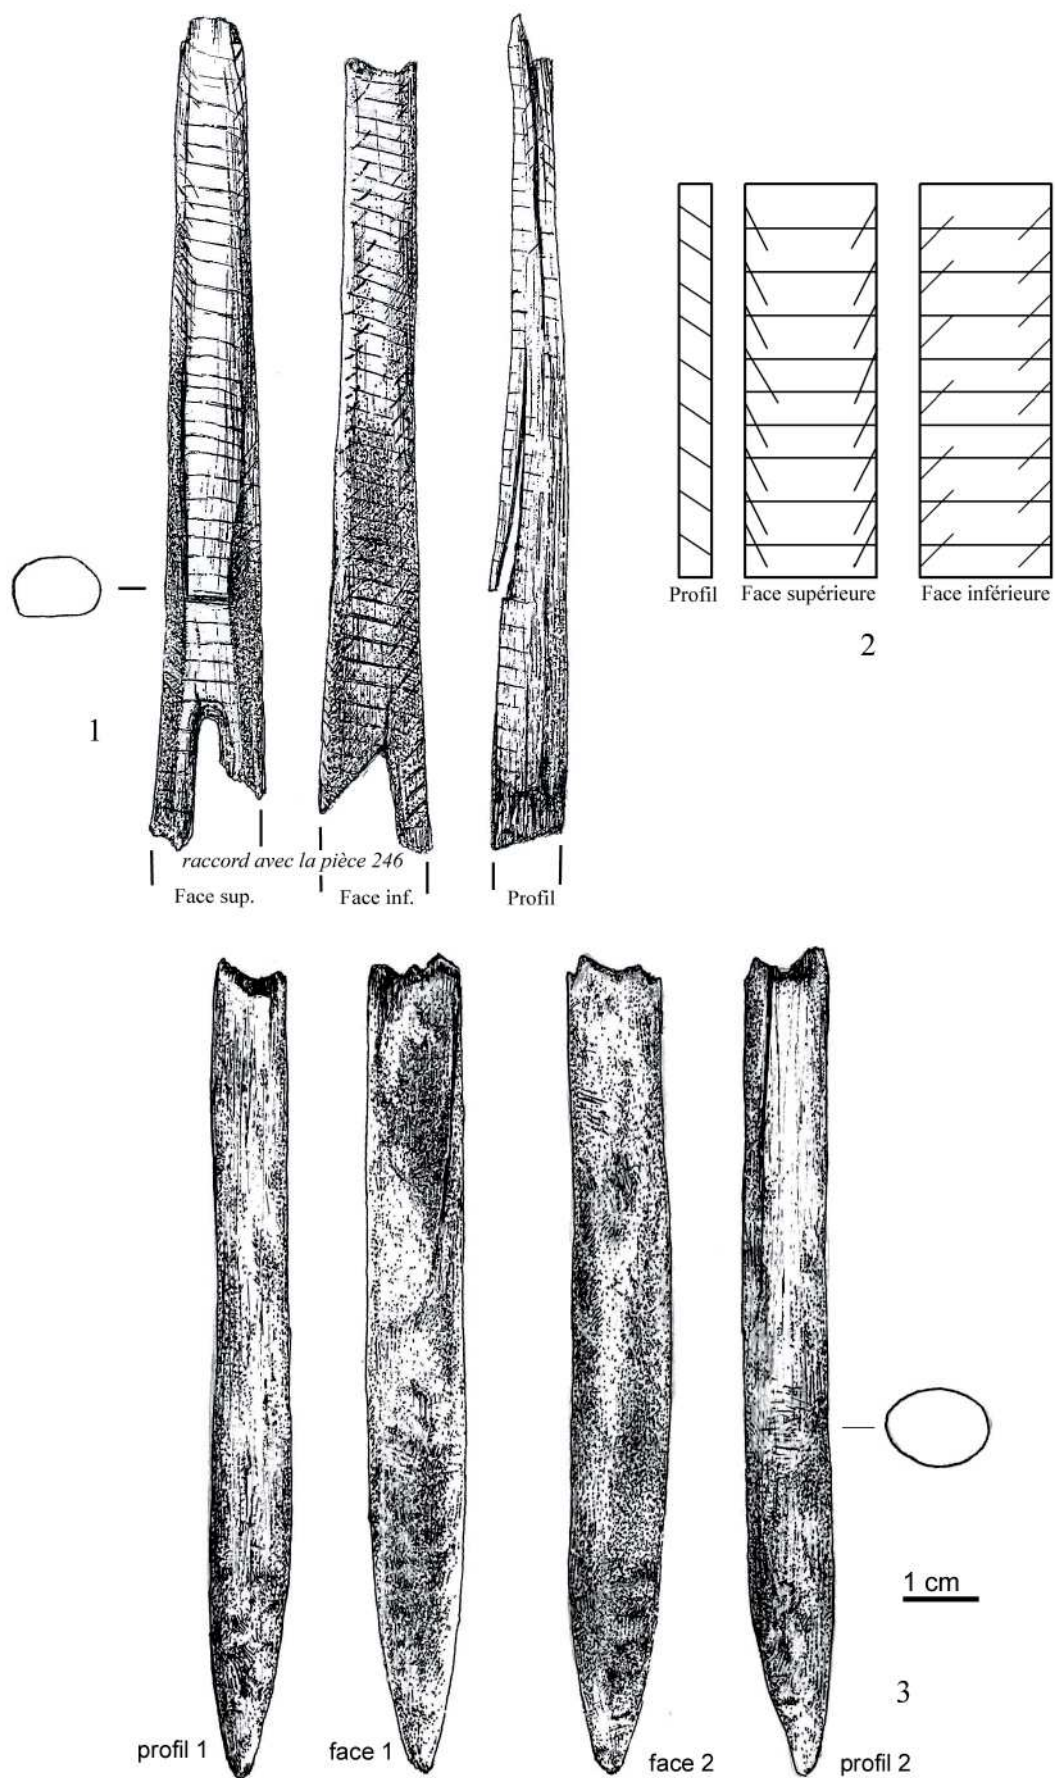 1
raccord avec la pièce 246
Face sup.
Face inf.
Profil
Profil
Face supérieure
Face inférieure
2
profil 1
face 1
face 2
profil 2
1 cm
3